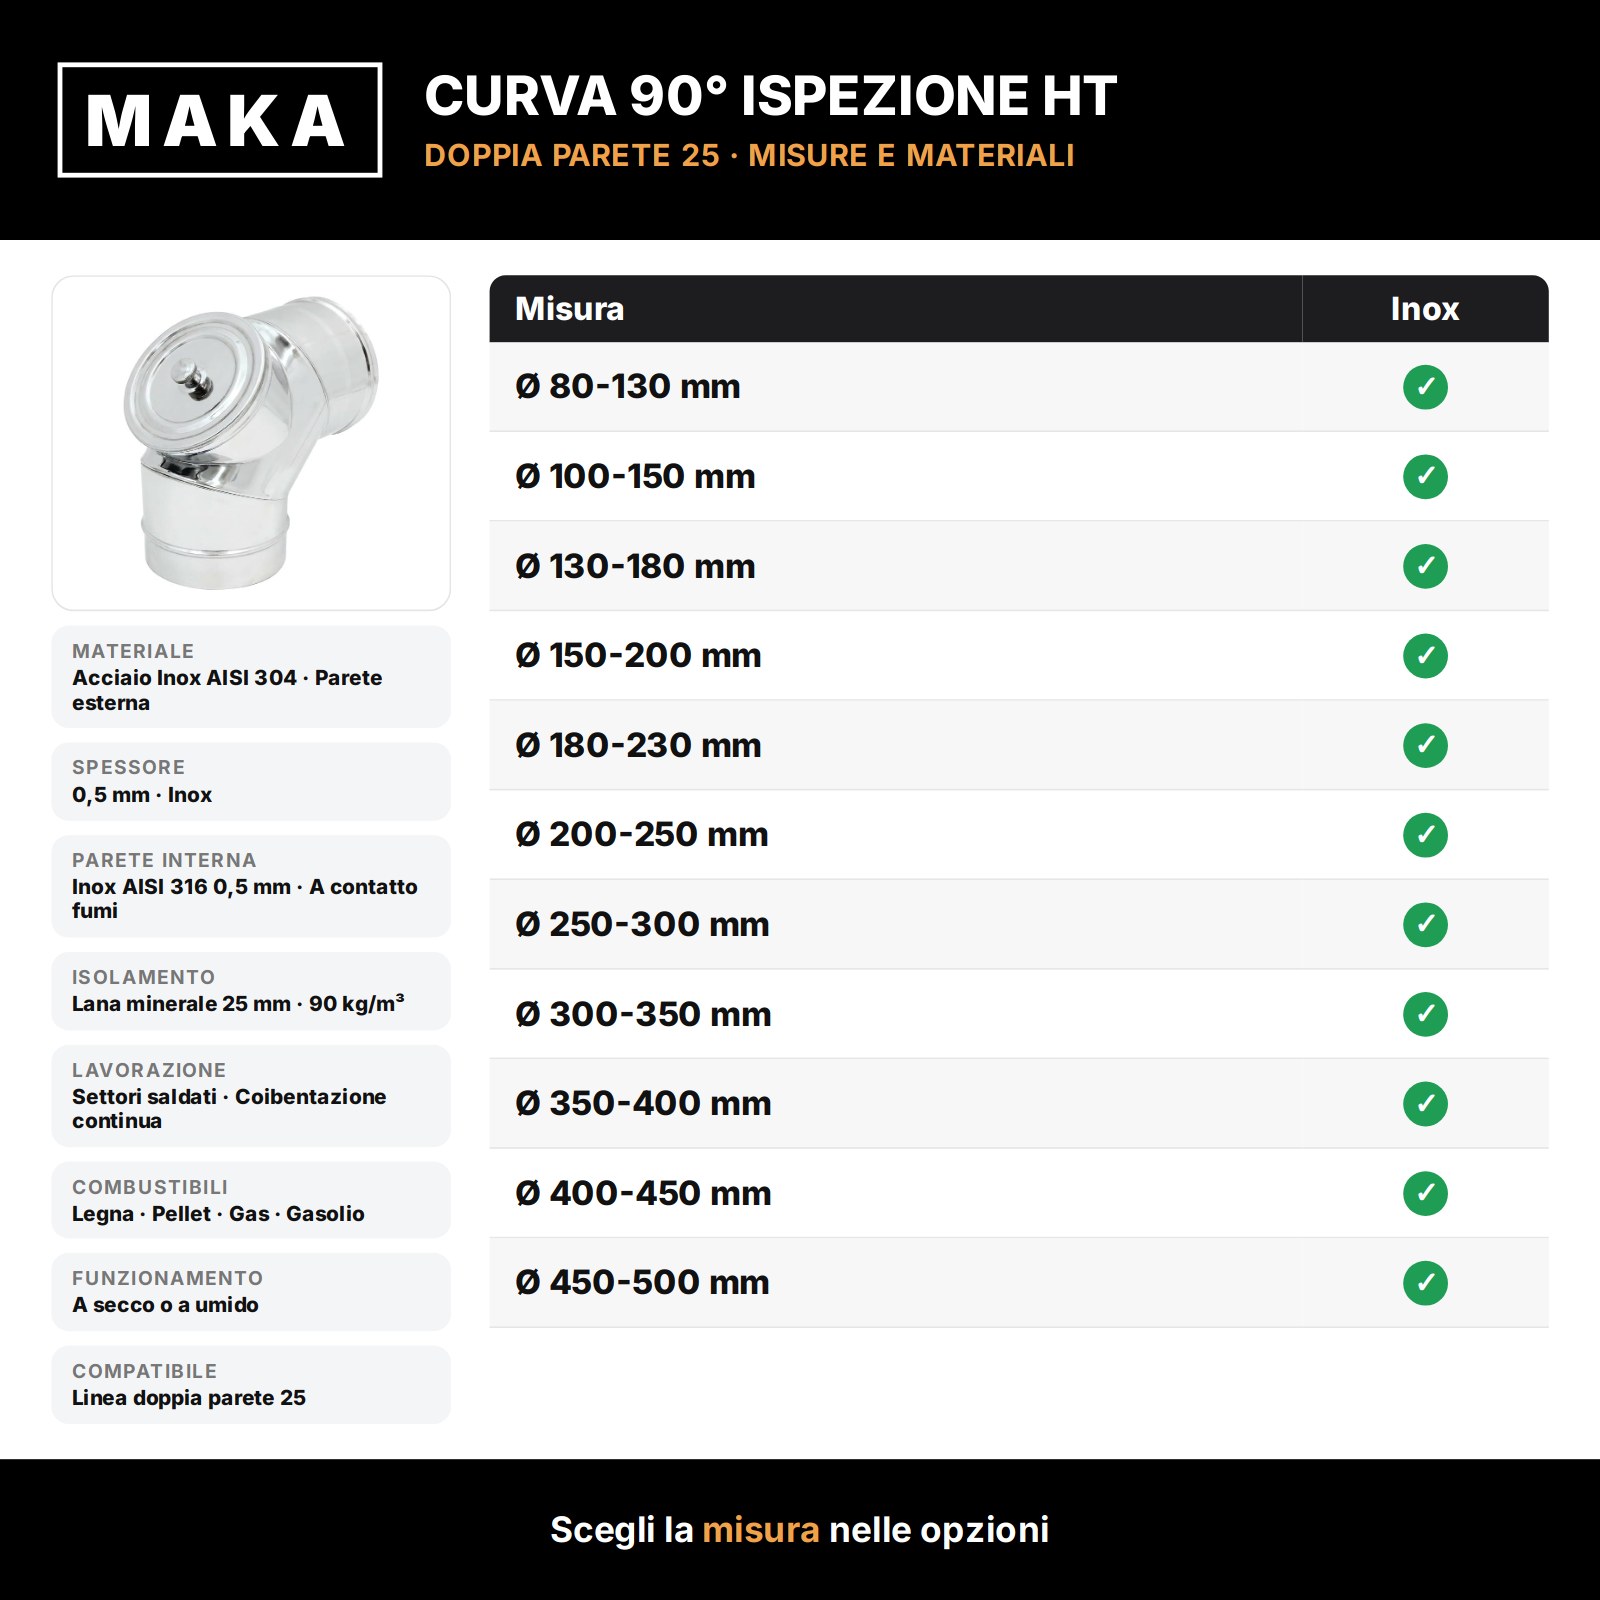 MAKA
CURVA 90° ISPEZIONE HT
DOPPIA PARETE 25 · MISURE E MATERIALI
MATERIALE
Acciaio Inox AISI 304 · Parete
esterna
SPESSORE
0,5 mm · Inox
PARETE INTERNA
Inox AISI 316 0,5 mm · A contatto
fumi
ISOLAMENTO
Lana minerale 25 mm · 90 kg/m³
LAVORAZIONE
Settori saldati · Coibentazione
continua
COMBUSTIBILI
Legna · Pellet · Gas · Gasolio
FUNZIONAMENTO
A secco o a umido
COMPATIBILE
Linea doppia parete 25
Misura Inox
Ø 80-130 mm ✓
Ø 100-150 mm ✓
Ø 130-180 mm ✓
Ø 150-200 mm ✓
Ø 180-230 mm ✓
Ø 200-250 mm ✓
Ø 250-300 mm ✓
Ø 300-350 mm ✓
Ø 350-400 mm ✓
Ø 400-450 mm ✓
Ø 450-500 mm ✓
Scegli la misura nelle opzioni